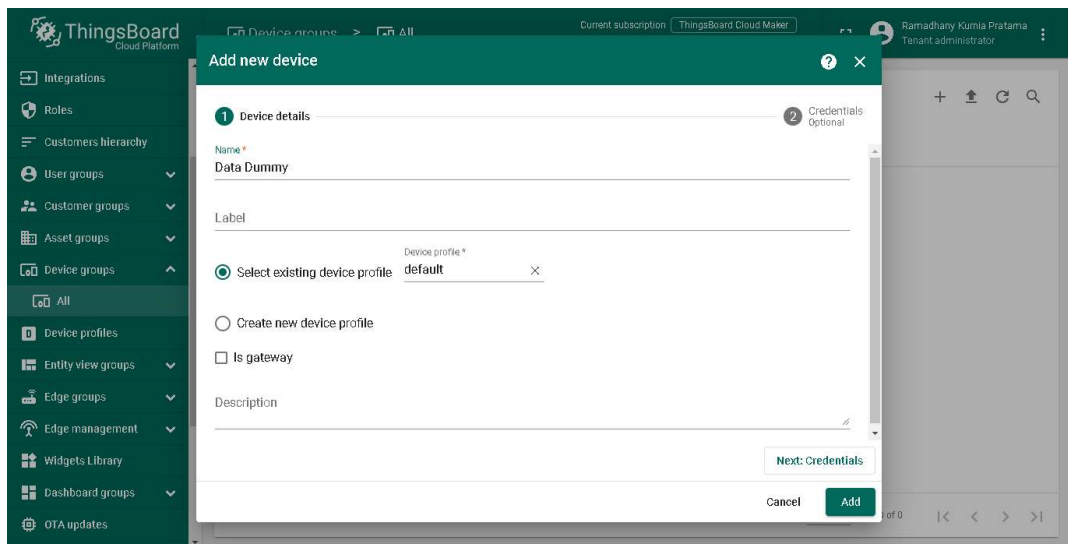 ThingsBoard
Cloud Platform
Device groups > All
Current subscription ThingsBoard Cloud Maker
Ramadhany Kurnia Pratama
Tenant administrator
Integrations
Roles
Customers hierarchy
User groups
Customer groups
Asset groups
Device groups
All
Device profiles
Entity view groups
Edge groups
Edge management
Widgets Library
Dashboard groups
OTA updates
Add new device
1 Device details
2 Credentials
Optional
Name *
Data Dummy
Label
Device profile *
Select existing device profile default
Create new device profile
Is gateway
Description
Next: Credentials
Cancel Add
of 0